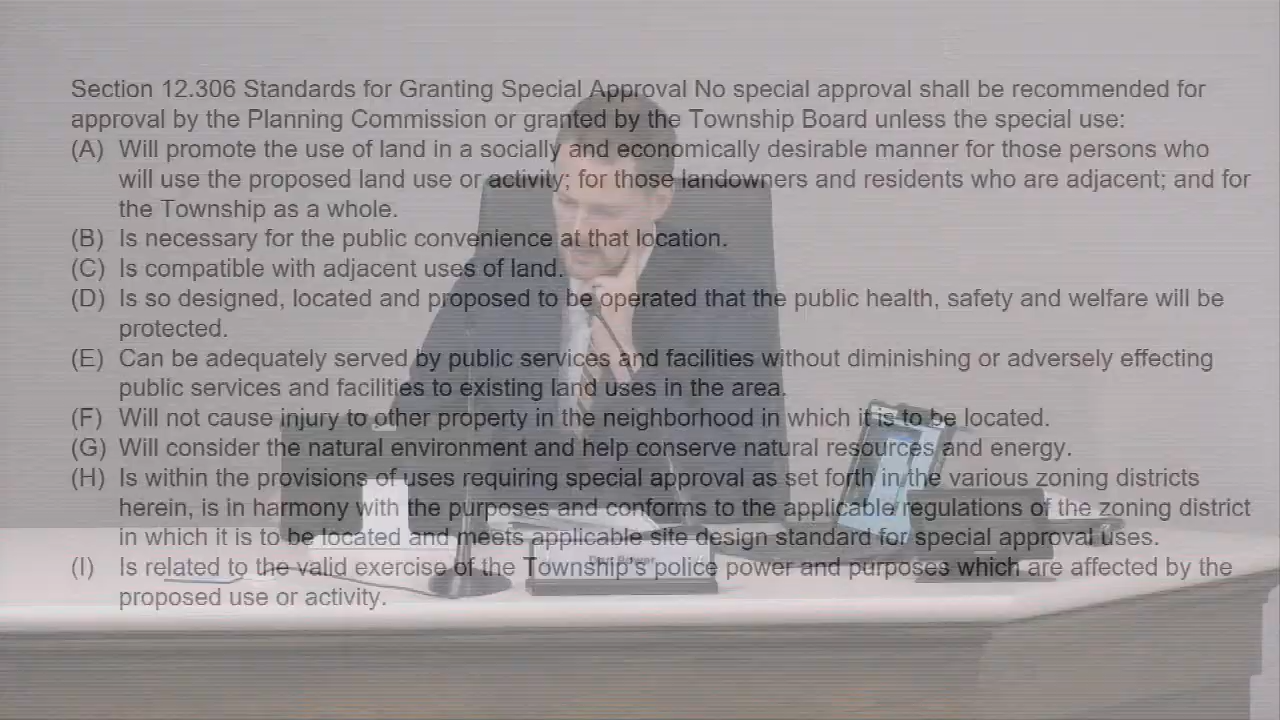 Section 12.306 Standards for Granting Special Approval No special approval shall be recommended for
approval by the Planning Commission or granted by the Township Board unless the special use:
(A) Will promote the use of land in a socially and economically desirable manner for those persons who
will use the proposed land use or activity; for those landowners and residents who are adjacent; and for
the Township as a whole.
(B) Is necessary for the public convenience at that location.
(C) Is compatible with adjacent uses of land.
(D) Is so designed, located and proposed to be operated that the public health, safety and welfare will be
protected.
(E) Can be adequately served by public services and facilities without diminishing or adversely effecting
public services and facilities to existing land uses in the area.
(F) Will not cause injury to other property in the neighborhood in which it is to be located.
(G) Will consider the natural environment and help conserve natural resources and energy.
(H) Is within the provisions of uses requiring special approval as set forth in the various zoning districts
herein, is in harmony with the purposes and conforms to the applicable regulations of the zoning district
in which it is to be located and meets applicable site design standard for special approval uses.
(I) Is related to the valid exercise of the Township's police power and purposes which are affected by the
proposed use or activity.